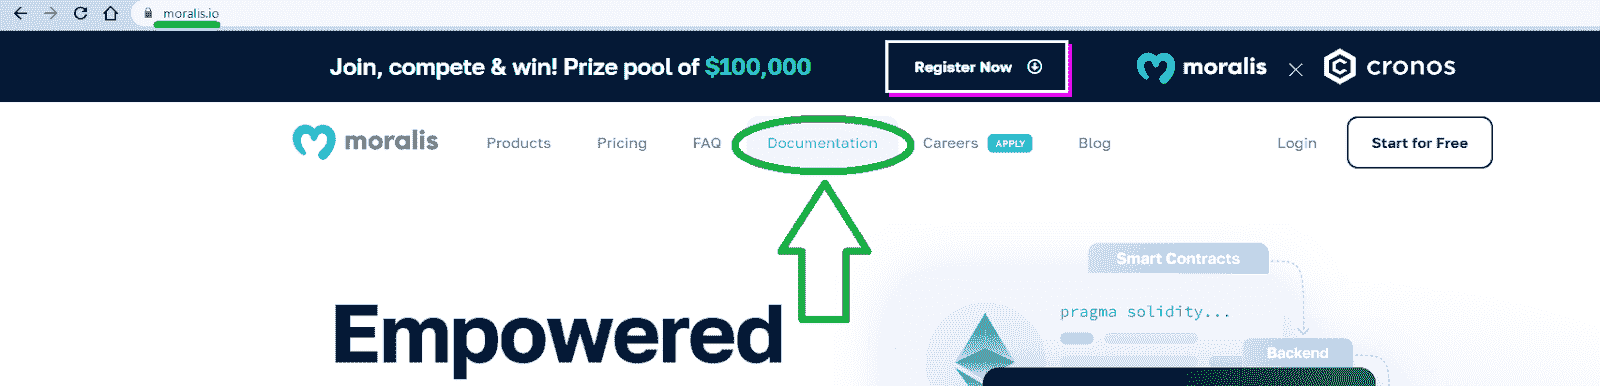 moralis.io
Join, compete & win! Prize pool of $100,000
Register Now
moralis × cronos
moralis
Products
Pricing
FAQ
Documentation
Careers
APPLY
Blog
Login
Start for Free
Empowered
Smart Contracts
pragma solidity...
Backend